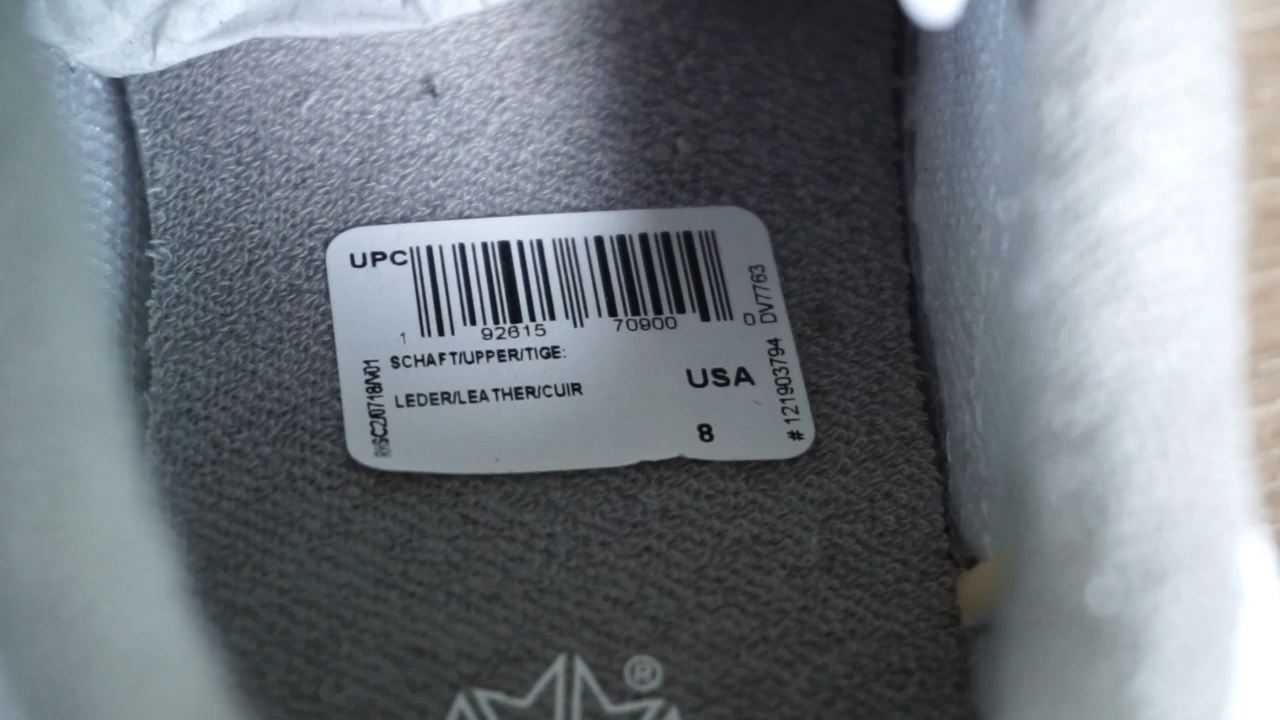 UPC
1 92615 70900 0
SCHAFT/UPPER/TIGE:
LEDER/LEATHER/CUIR
USA
8
DV7763
# 121903794
®